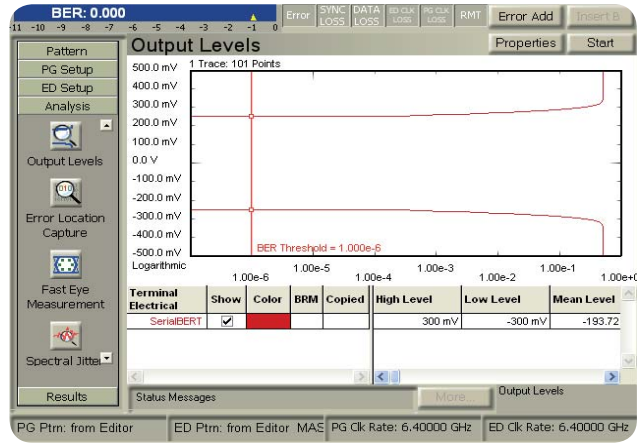 BER: 0.000
-11 -10 -9 -8 -7 -6 -5 -4 -3 -2 -1 0
Error
SYNC LOSS
DATA LOSS
ED CLK LOSS
PG CLK LOSS
RMT
Error Add
Insert B
Output Levels
Properties
Start
Pattern
PG Setup
ED Setup
Analysis
Output Levels
Error Location Capture
Fast Eye Measurement
Spectral Jitter
Results
1 Trace: 101 Points
500.0 mV
400.0 mV
300.0 mV
200.0 mV
100.0 mV
0.0 V
-100.0 mV
-200.0 mV
-300.0 mV
-400.0 mV
-500.0 mV
BER Threshold = 1.000e-6
Logarithmic
1.00e-6 1.00e-5 1.00e-4 1.00e-3 1.00e-2 1.00e-1 1.00e+0
Terminal Electrical Show Color BRM Copied High Level Low Level Mean Level
SerialBERT 300 mV -300 mV -193.72
Status Messages
More...
Output Levels
PG Ptrn: from Editor
ED Ptrn: from Editor MAS
PG Clk Rate: 6.40000 GHz
ED Clk Rate: 6.40000 GHz